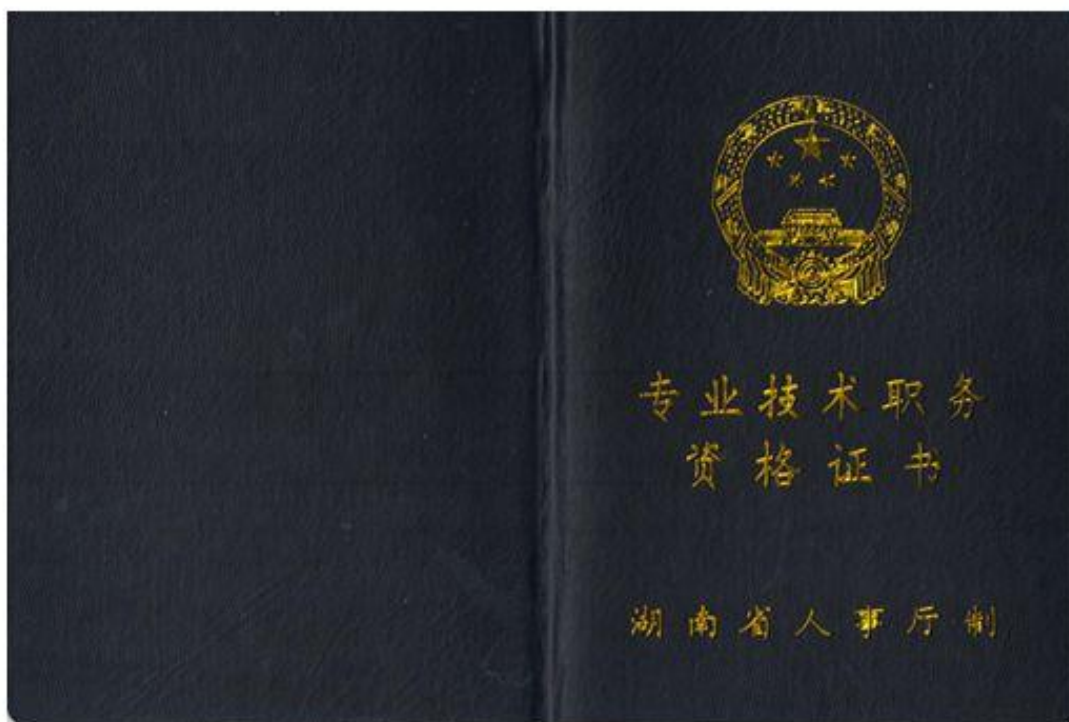 专业技术职务
资格证书
湖南省人事厅制